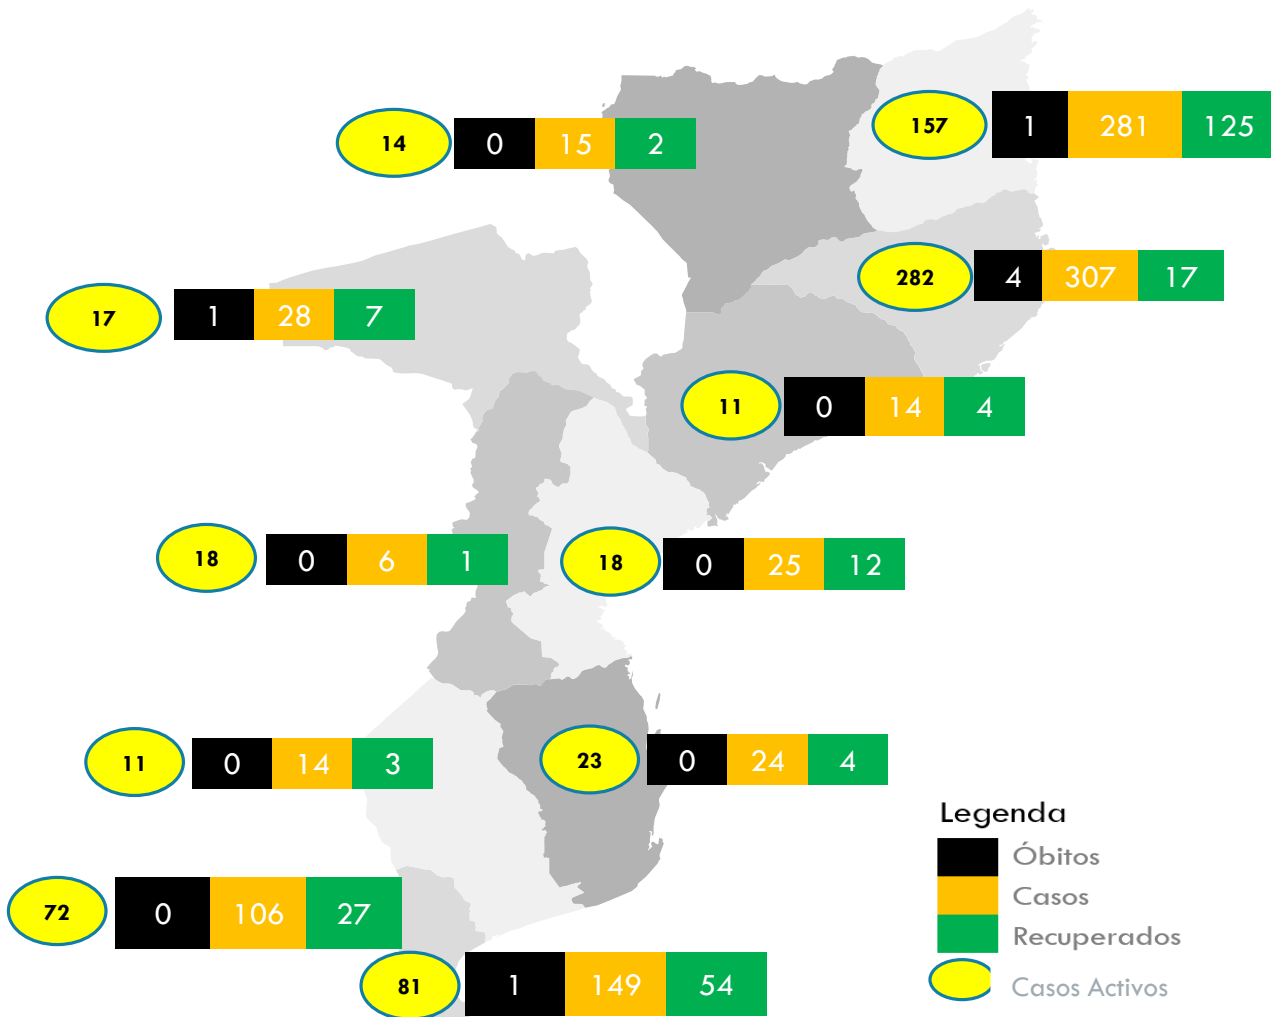 157 1 281 125
14 0 15 2
282 4 307 17
17 1 28 7
11 0 14 4
18 0 6 1
18 0 25 12
11 0 14 3
23 0 24 4
Legenda
Óbitos
Casos
Recuperados
Casos Activos
72 0 106 27
81 1 149 54